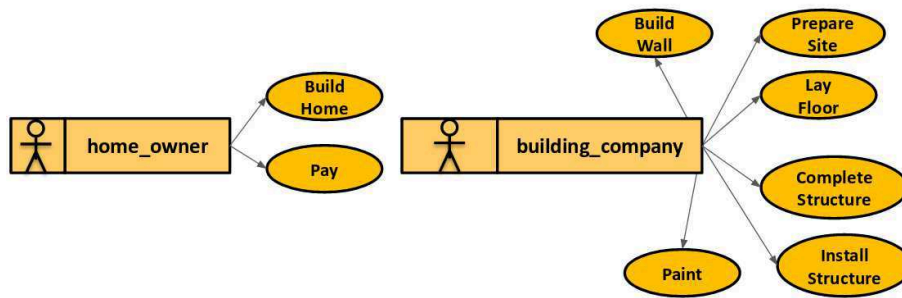 Build
Home
home_owner
Pay
Build
Wall
Prepare
Site
Lay
Floor
building_company
Complete
Structure
Paint
Install
Structure